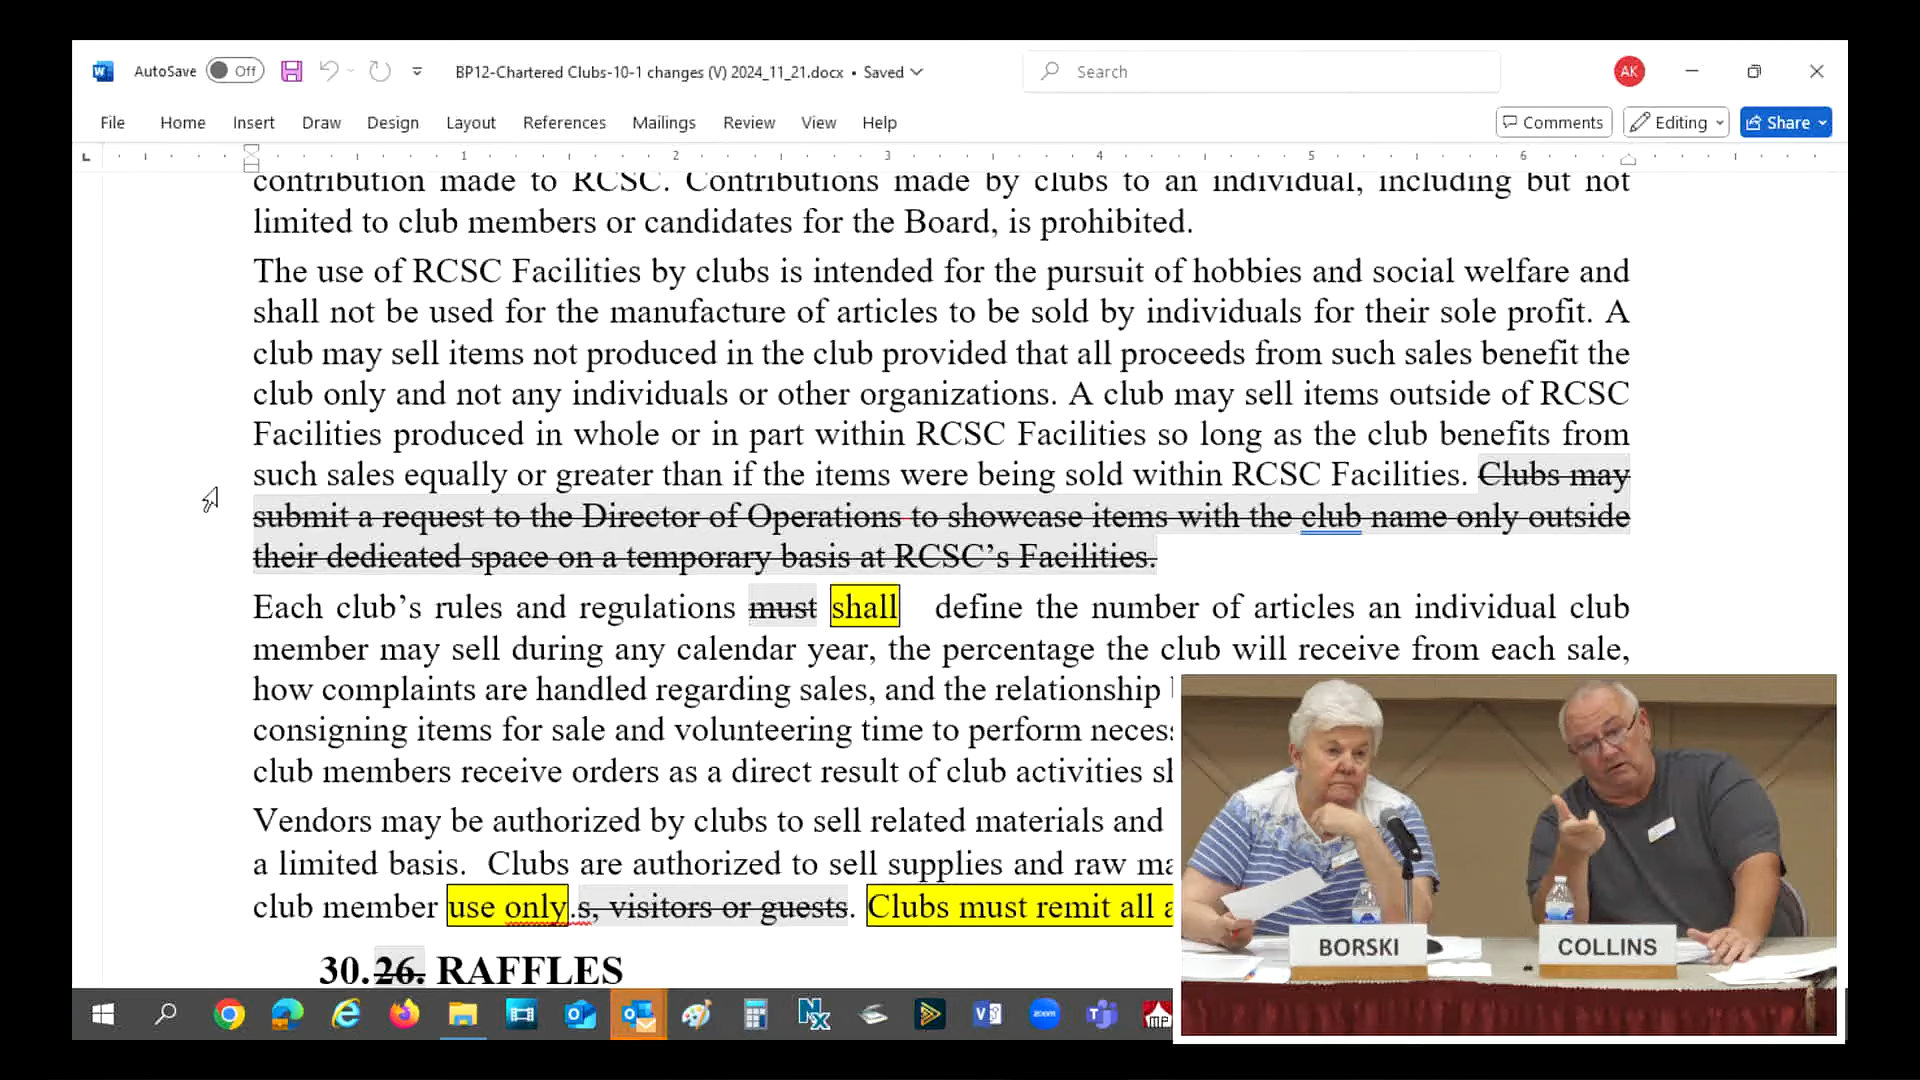 AutoSave Off BP12-Chartered Clubs-10-1 changes (V) 2024_11_21.docx • Saved Search AK
File Home Insert Draw Design Layout References Mailings Review View Help Comments Editing Share
1 2 3 4 5 6
contribution made to RCSC. Contributions made by clubs to an individual, including but not
limited to club members or candidates for the Board, is prohibited.
The use of RCSC Facilities by clubs is intended for the pursuit of hobbies and social welfare and
shall not be used for the manufacture of articles to be sold by individuals for their sole profit. A
club may sell items not produced in the club provided that all proceeds from such sales benefit the
club only and not any individuals or other organizations. A club may sell items outside of RCSC
Facilities produced in whole or in part within RCSC Facilities so long as the club benefits from
such sales equally or greater than if the items were being sold within RCSC Facilities. Clubs may
submit a request to the Director of Operations to showcase items with the club name only outside
their dedicated space on a temporary basis at RCSC's Facilities.
Each club's rules and regulations must shall define the number of articles an individual club
member may sell during any calendar year, the percentage the club will receive from each sale,
how complaints are handled regarding sales, and the relationship
consigning items for sale and volunteering time to perform
club members receive orders as a direct result of club activities
Vendors may be authorized by clubs to sell related materials and
a limited basis. Clubs are authorized to sell supplies and raw
club member use only.s, visitors or guests. Clubs must remit all
30.26. RAFFLES
BORSKI
COLLINS
zoom